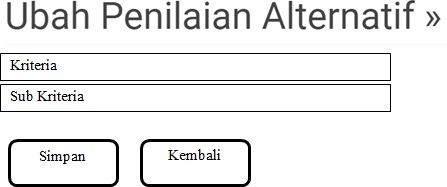 Ubah Penilaian Alternatif »
Kriteria
Sub Kriteria
Simpan Kembali